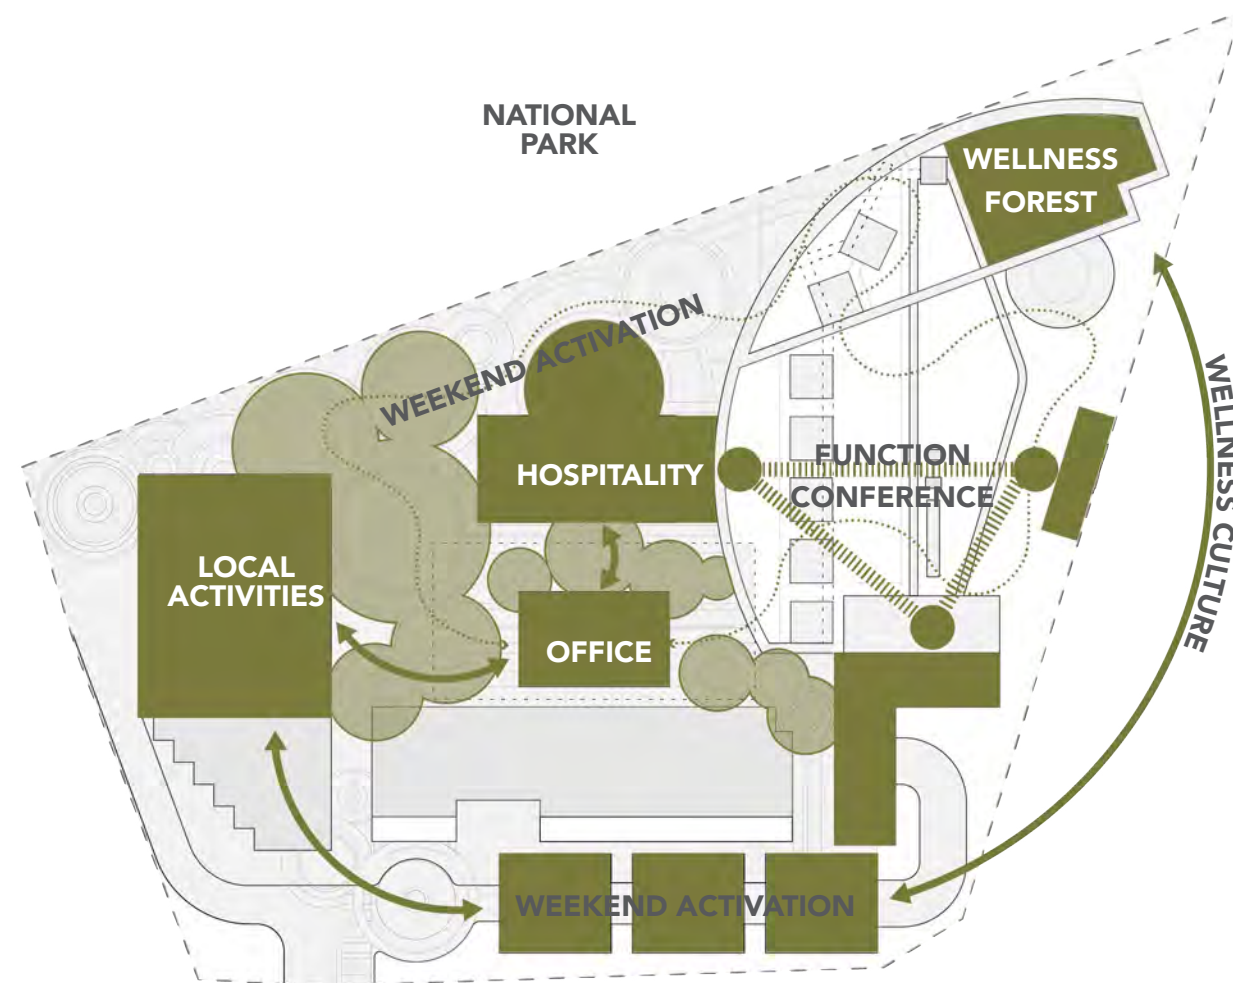 NATIONAL
PARK
WELLNESS
FOREST
WEEKEND ACTIVATION
WELLNESS CULTURE
HOSPITALITY
FUNCTION
CONFERENCE
LOCAL
ACTIVITIES
OFFICE
WEEKEND ACTIVATION